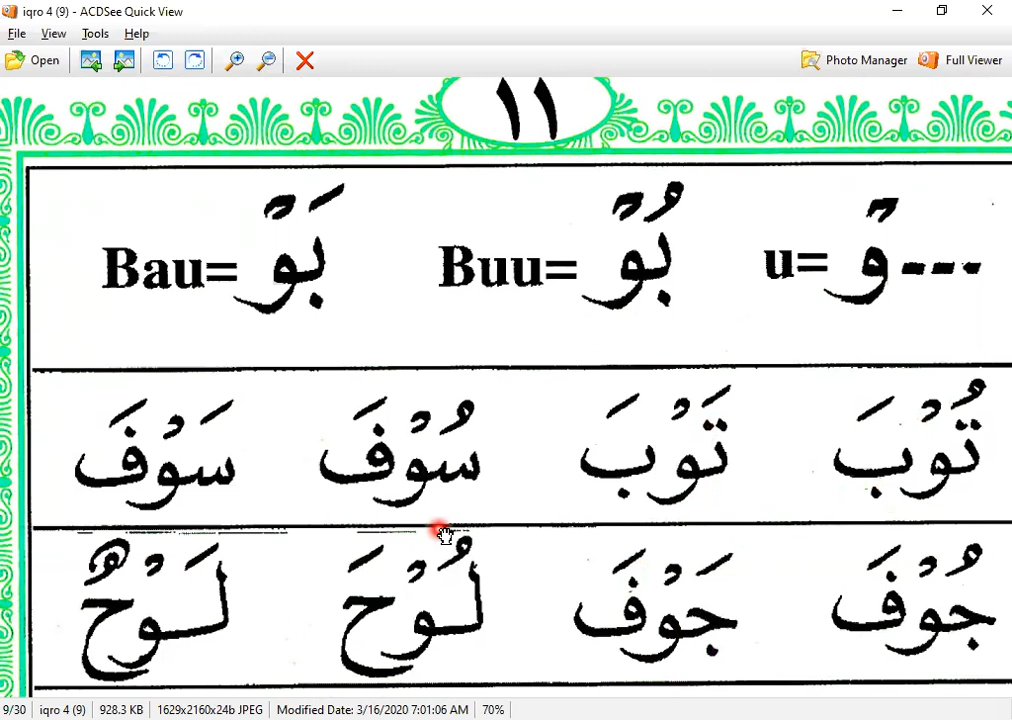 iqro 4 (9) - ACDSee Quick View
File View Tools Help
Open Photo Manager Full Viewer
١١
---وْ =u بُوْ =Buu بَوْ =Bau
تُوْبَ تَوْبَ سُوْفَ سَوْفَ
جُوْفَ جَوْفَ لُوْحَ لَوْحٌ
9/30 iqro 4 (9) 928.3 KB 1629x2160x24b JPEG Modified Date: 3/16/2020 7:01:06 AM 70%